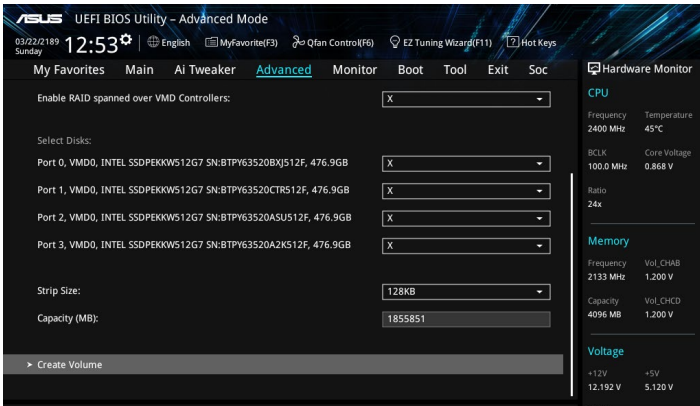 ASUS UEFI BIOS Utility – Advanced Mode
03/22/2189 Sunday 12:53 English MyFavorite(F3) Qfan Control(F6) EZ Tuning Wizard(F11) ? Hot Keys
My Favorites Main Ai Tweaker Advanced Monitor Boot Tool Exit Soc
Enable RAID spanned over VMD Controllers: X
Select Disks:
Port 0, VMD0, INTEL SSDPEKKW512G7 SN:BTPY63520BXJ512F, 476.9GB X
Port 1, VMD0, INTEL SSDPEKKW512G7 SN:BTPY63520CTR512F, 476.9GB X
Port 2, VMD0, INTEL SSDPEKKW512G7 SN:BTPY63520ASU512F, 476.9GB X
Port 3, VMD0, INTEL SSDPEKKW512G7 SN:BTPY63520A2K512F, 476.9GB X
Strip Size: 128KB
Capacity (MB): 1855851
> Create Volume
Hardware Monitor
CPU
Frequency Temperature
2400 MHz 45°C
BCLK Core Voltage
100.0 MHz 0.868 V
Ratio
24x
Memory
Frequency Vol_CHAB
2133 MHz 1.200 V
Capacity Vol_CHCD
4096 MB 1.200 V
Voltage
+12V +5V
12.192 V 5.120 V